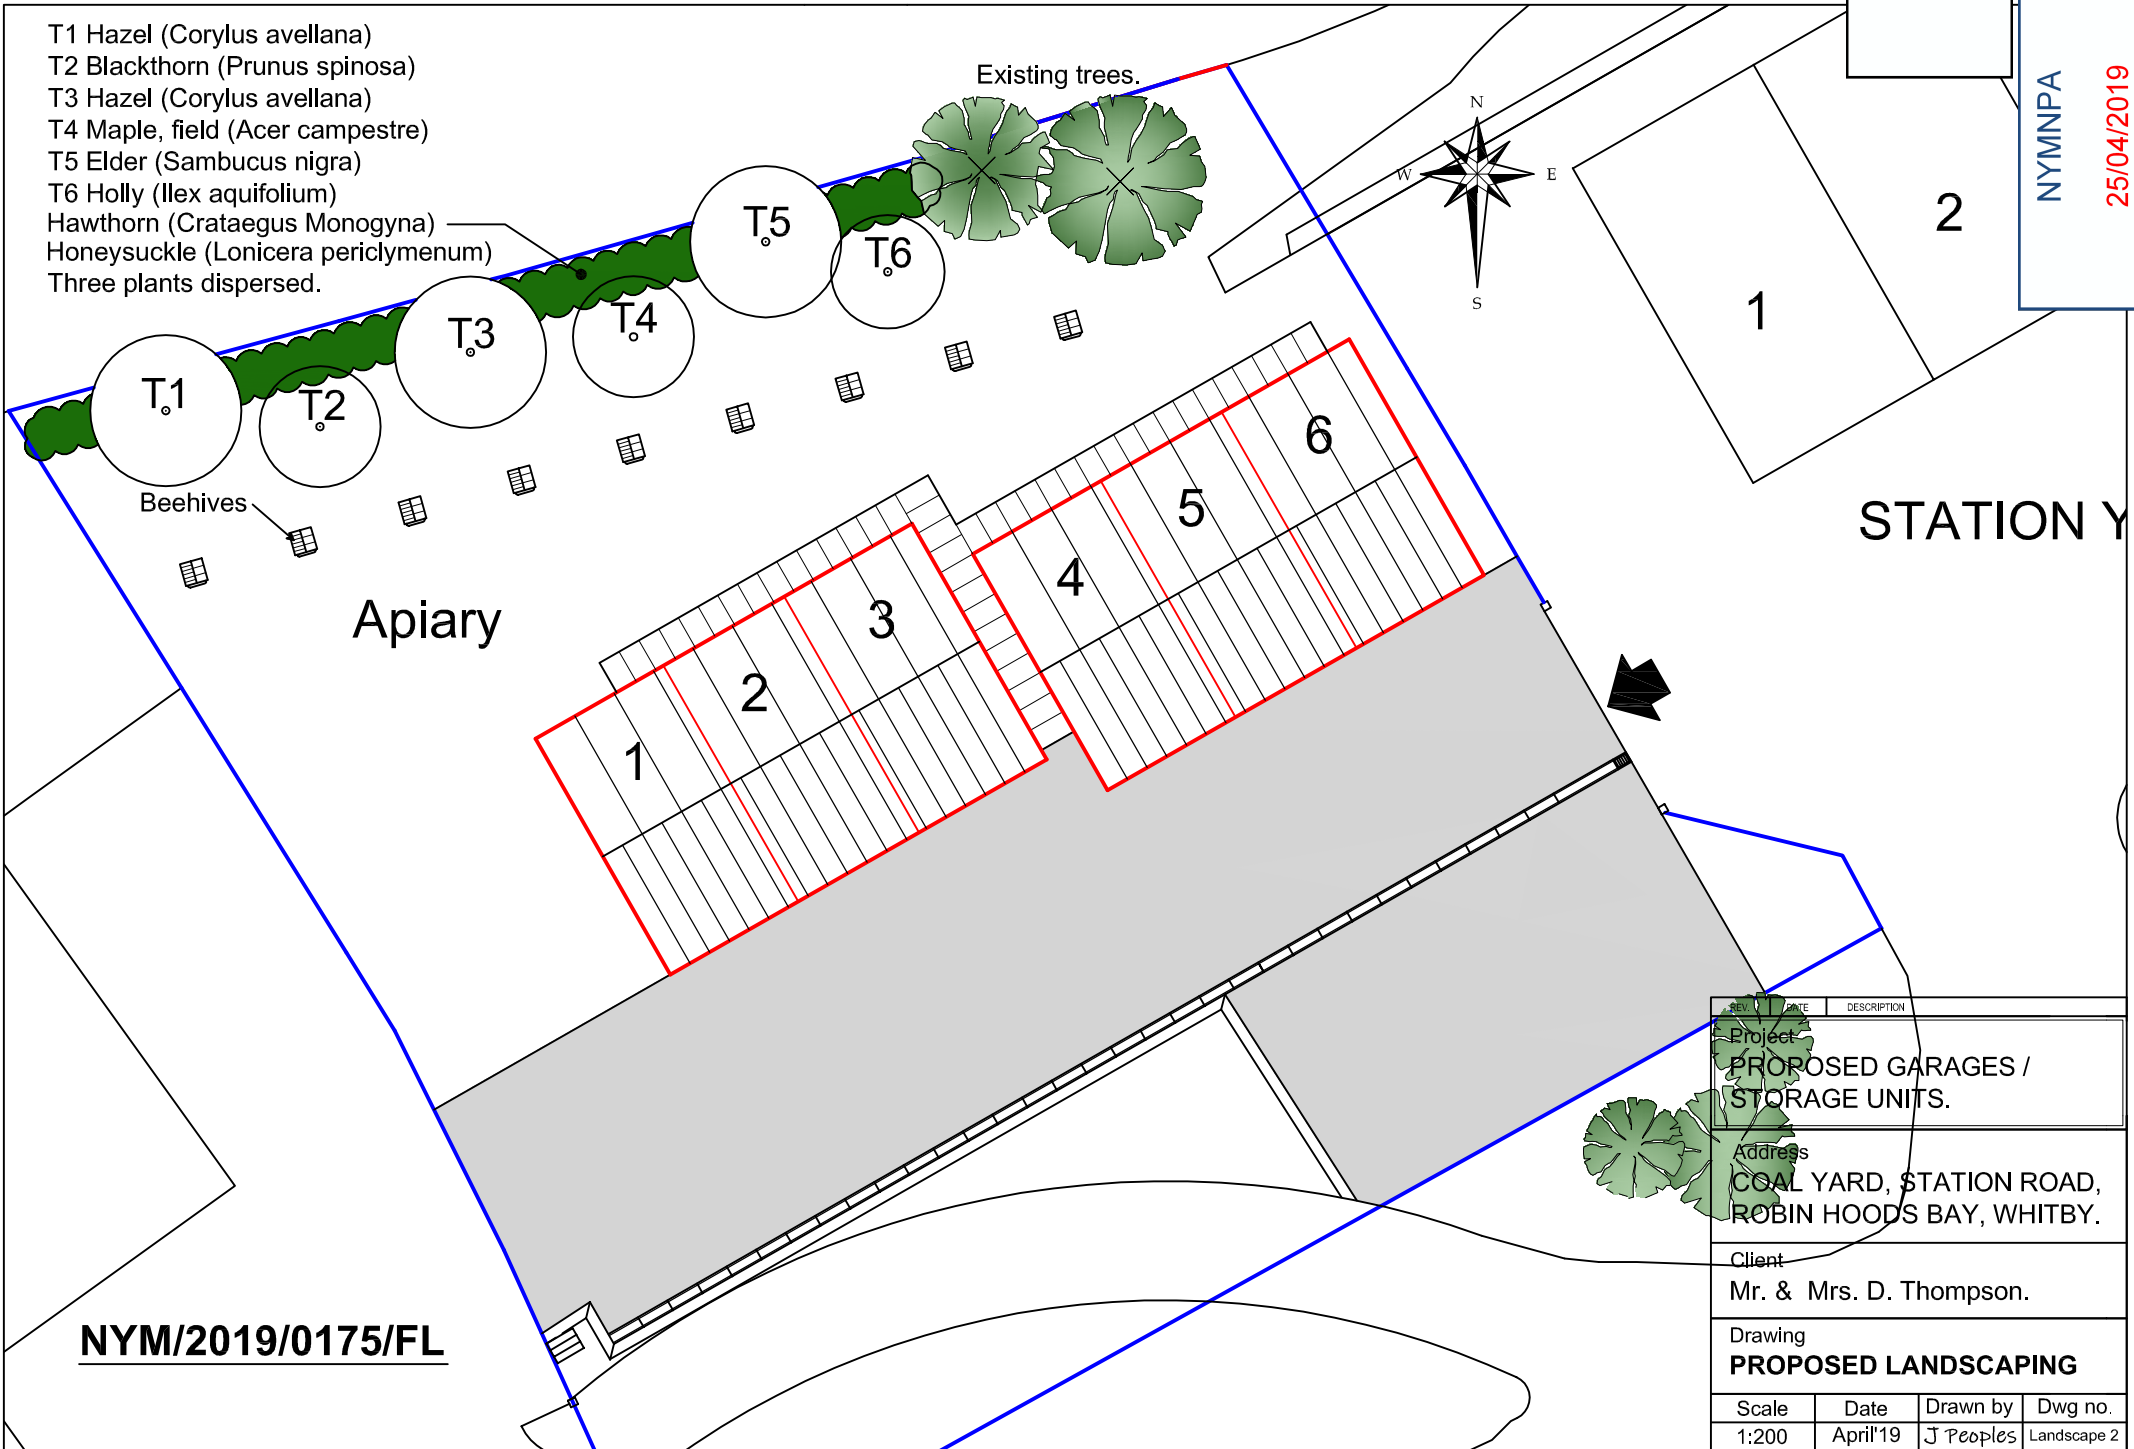 T1 Hazel (Corylus avellana)
T2 Blackthorn (Prunus spinosa)
T3 Hazel (Corylus avellana)
T4 Maple, field (Acer campestre)
T5 Elder (Sambucus nigra)
T6 Holly (Ilex aquifolium)
Hawthorn (Crataegus Monogyna)
Honeysuckle (Lonicera periclymenum)
Three plants dispersed.
Existing trees.
NYMNPA
25/04/2019
N
W
E
S
T1
T2
T3
T4
T5
T6
1
2
Beehives
Apiary
1
2
3
4
5
6
STATION Y
NYM/2019/0175/FL
REV. DATE DESCRIPTION
Project
PROPOSED GARAGES /
STORAGE UNITS.
Address
COAL YARD, STATION ROAD,
ROBIN HOODS BAY, WHITBY.
Client
Mr. & Mrs. D. Thompson.
Drawing
PROPOSED LANDSCAPING
Scale Date Drawn by Dwg no.
1:200 April'19 J Peoples Landscape 2